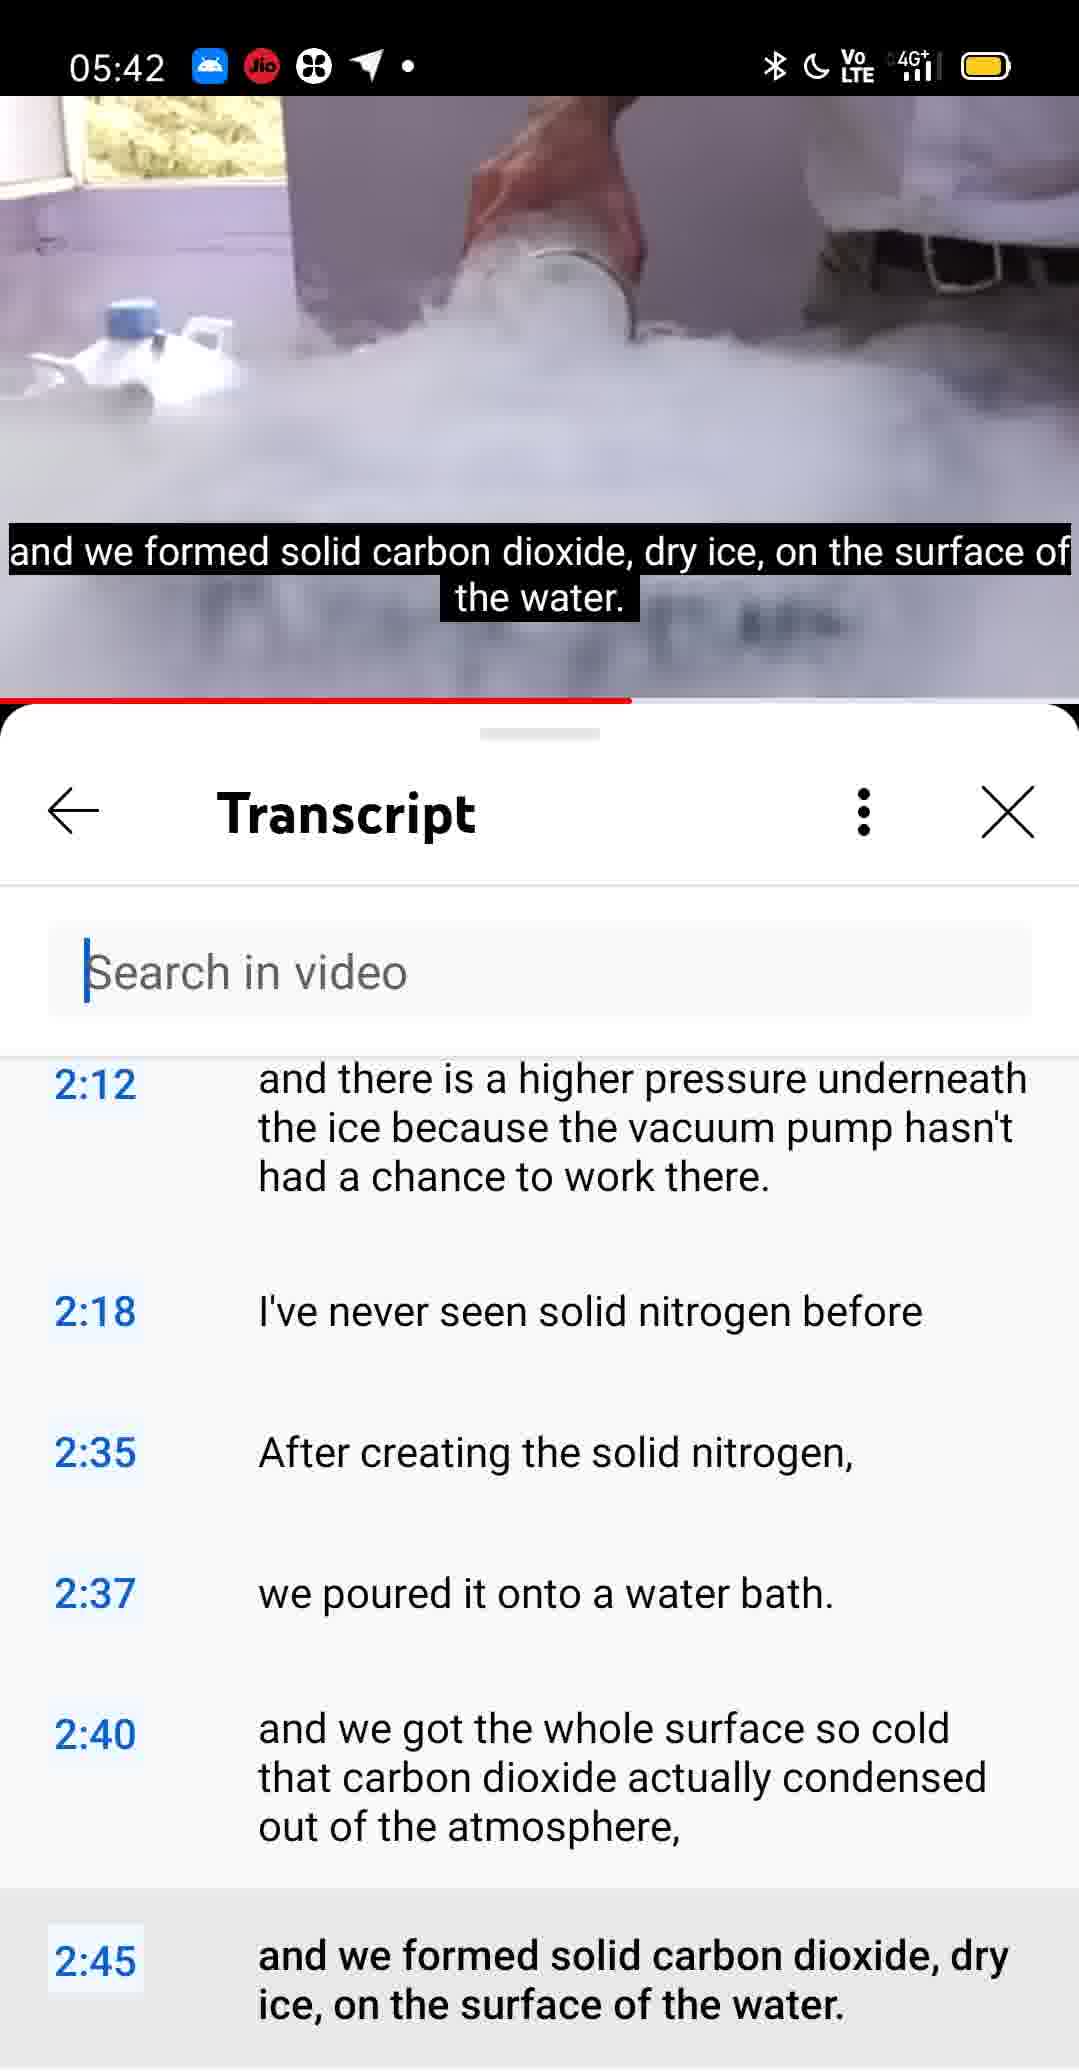 05:42
Jio
Vo
LTE
4G+
and we formed solid carbon dioxide, dry ice, on the surface of
the water.
Transcript
Search in video
2:12
and there is a higher pressure underneath
the ice because the vacuum pump hasn't
had a chance to work there.
2:18
I've never seen solid nitrogen before
2:35
After creating the solid nitrogen,
2:37
we poured it onto a water bath.
2:40
and we got the whole surface so cold
that carbon dioxide actually condensed
out of the atmosphere,
2:45
and we formed solid carbon dioxide, dry
ice, on the surface of the water.